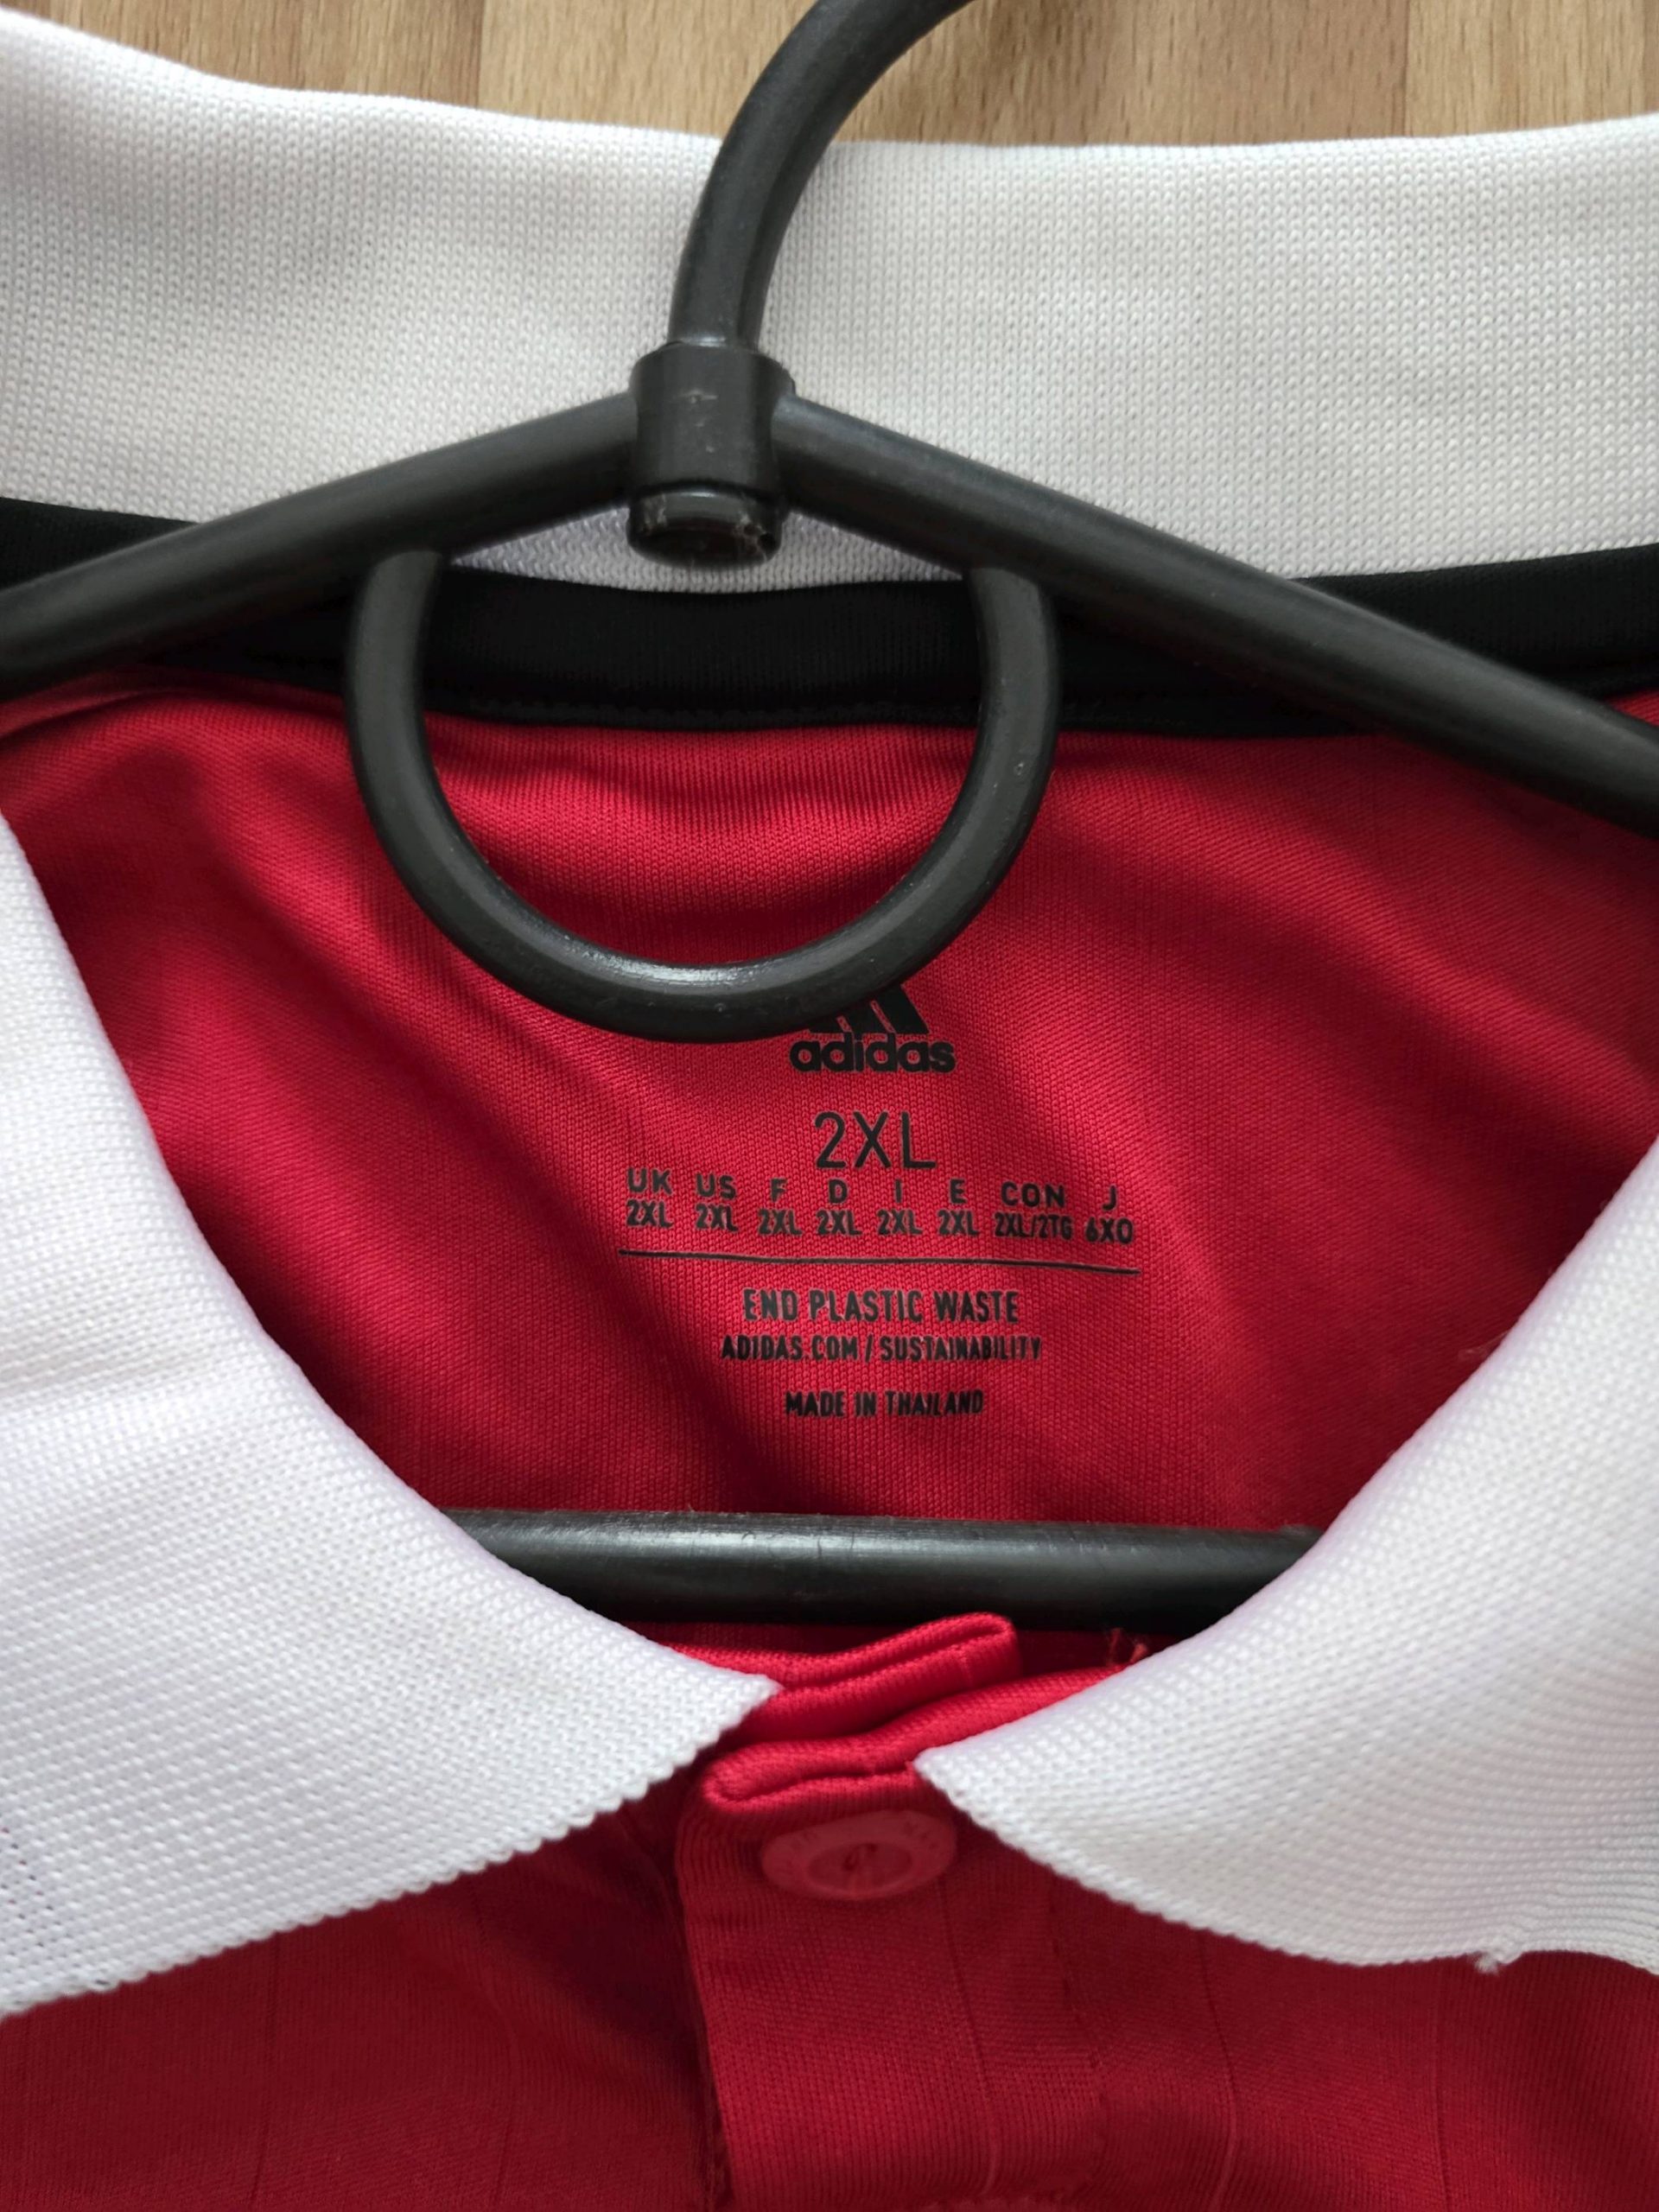 adidas
2XL
UK US F D I E CON J
2XL 2XL 2XL 2XL 2XL 2XL 2XL/2TG 6XO
END PLASTIC WASTE
ADIDAS.COM / SUSTAINABILITY
MADE IN THAILAND